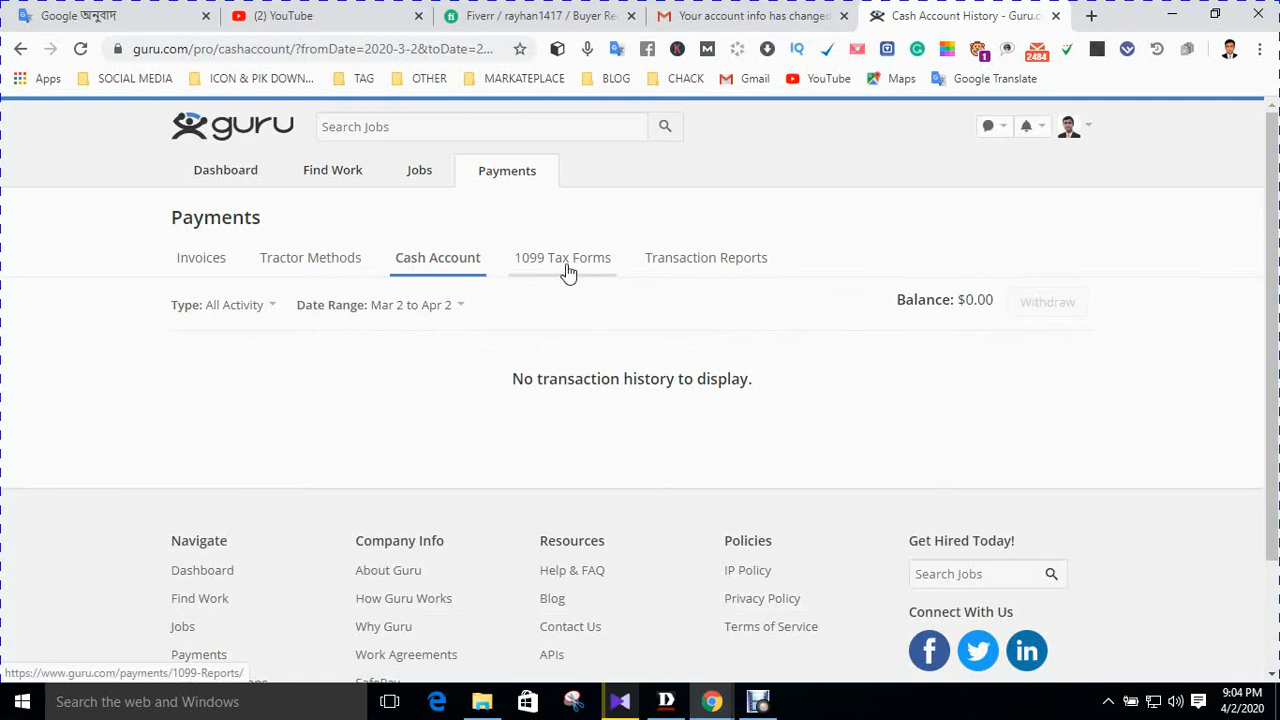 Google অনুবাদ
(2) YouTube
Fiverr / rayhan1417 / Buyer Re
Your account info has changed
Cash Account History - Guru.c
guru.com/pro/cashaccount/?fromDate=2020-3-2&toDate=2...
1
2484
Apps
SOCIAL MEDIA
ICON & PIK DOWN...
TAG
OTHER
MARKATEPLACE
BLOG
CHACK
Gmail
YouTube
Maps
Google Translate
guru
Search Jobs
Dashboard
Find Work
Jobs
Payments
Payments
Invoices
Tractor Methods
Cash Account
1099 Tax Forms
Transaction Reports
Type: All Activity
Date Range: Mar 2 to Apr 2
Balance: $0.00
Withdraw
No transaction history to display.
Navigate
Company Info
Resources
Policies
Get Hired Today!
Dashboard
About Guru
Help & FAQ
IP Policy
Search Jobs
Find Work
How Guru Works
Blog
Privacy Policy
Connect With Us
Jobs
Why Guru
Contact Us
Terms of Service
Payments
Work Agreements
APIs
https://www.guru.com/payments/1099-Reports/
SafePay
Search the web and Windows
9:04 PM
4/2/2020